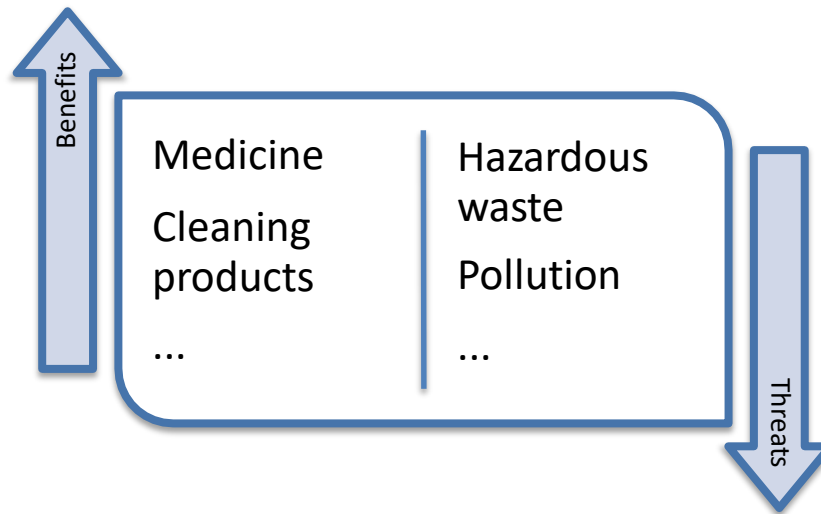 Benefits
Medicine
Cleaning
products
...
Hazardous
waste
Pollution
...
Threats